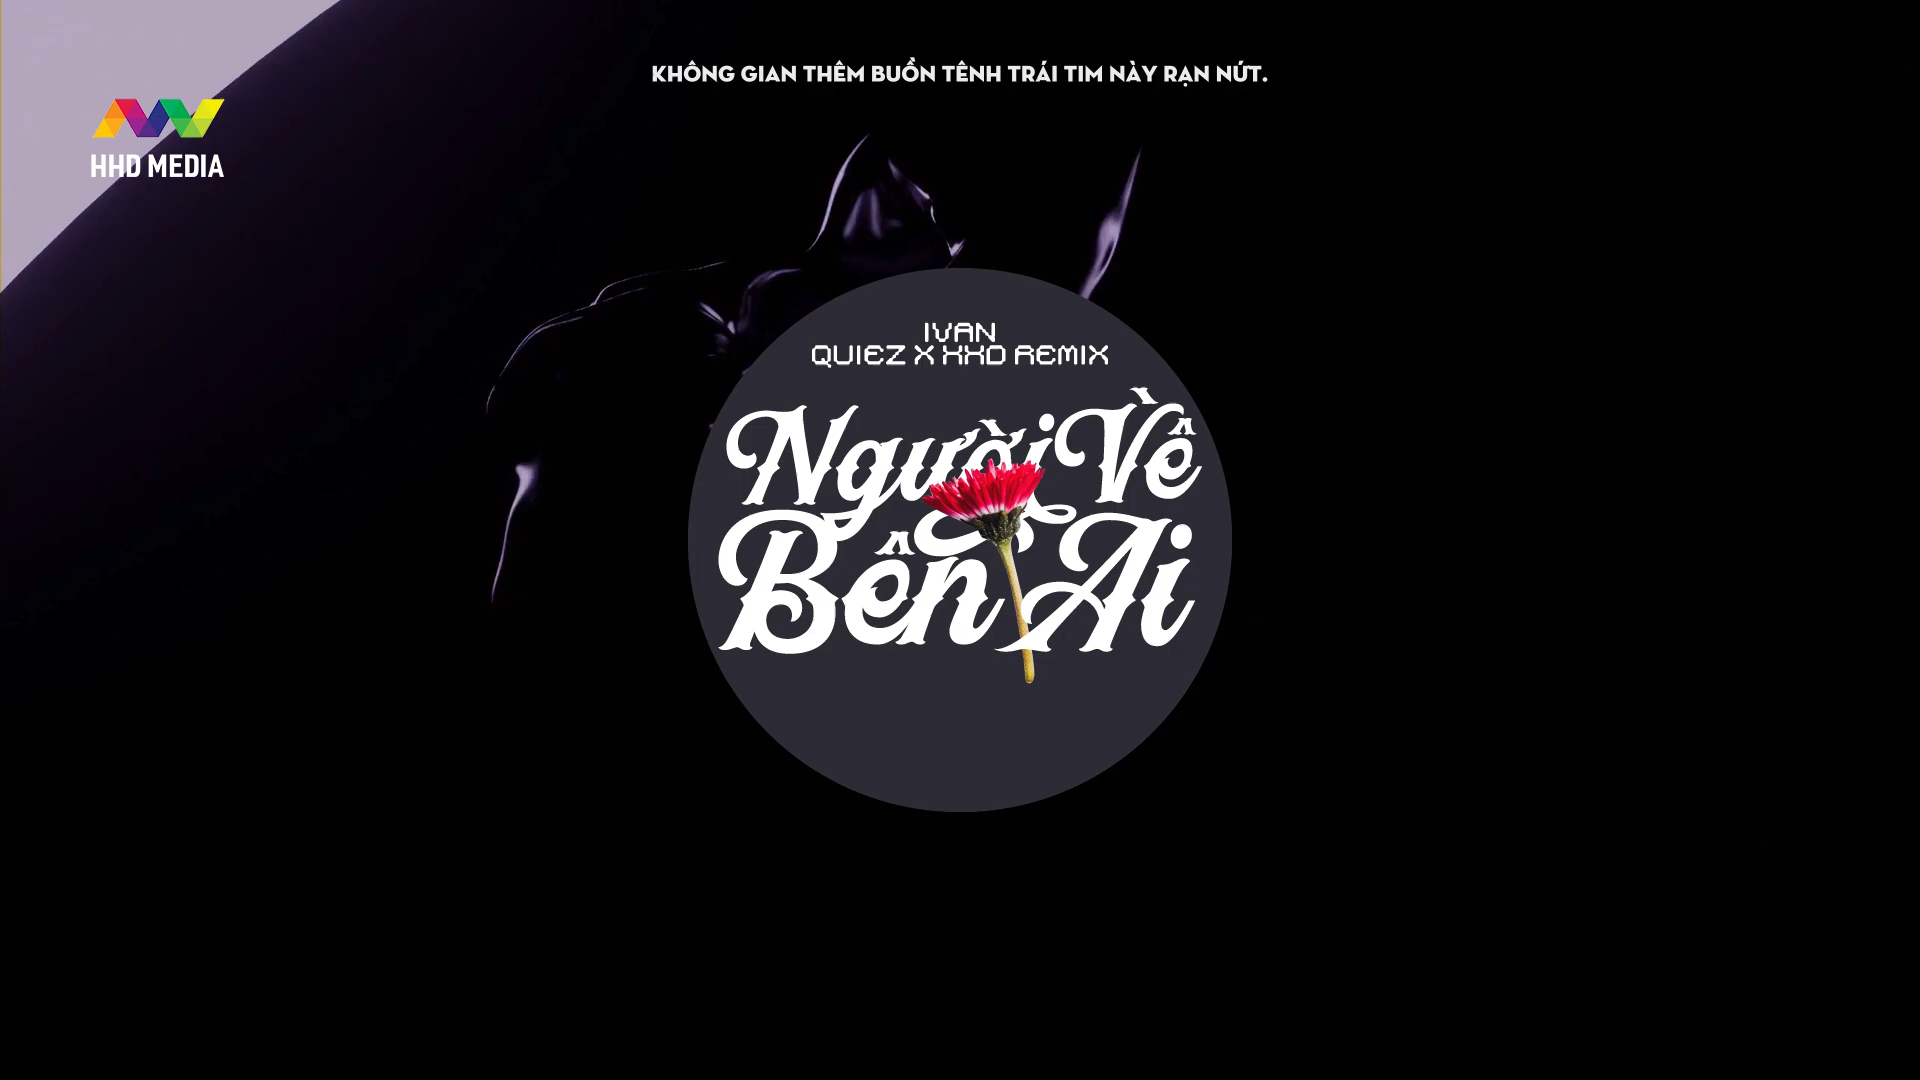 KHÔNG GIAN THÊM BUỒN TÊNH TRÁI TIM NÀY RẠN NỨT.
HHD MEDIA
IVAN
QUIEZ X HHD REMIX
Người Về
Bên Ai